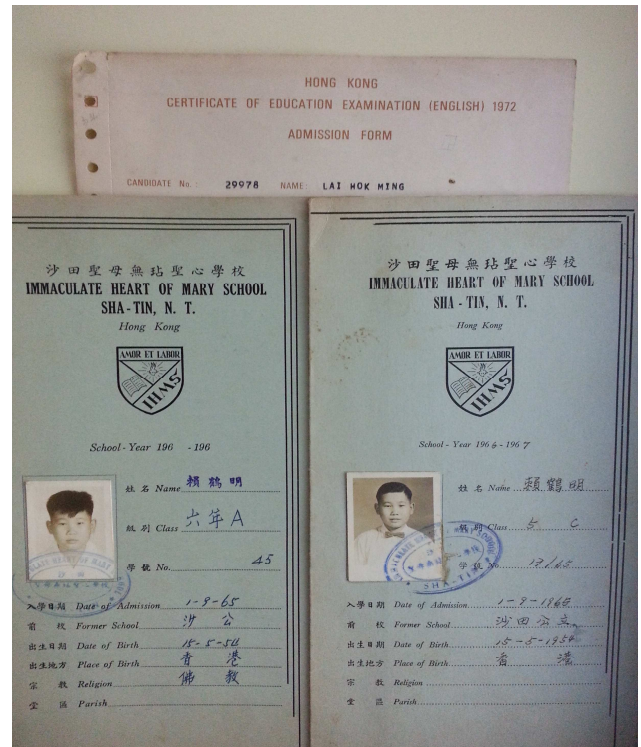 HONG KONG
CERTIFICATE OF EDUCATION EXAMINATION (ENGLISH) 1972
ADMISSION FORM
CANDIDATE No. : 29978 NAME: LAI HOK MING
沙田聖母無玷聖心學校
IMMACULATE HEART OF MARY SCHOOL
SHA-TIN, N. T.
Hong Kong
AMOR ET LABOR
IHMS
School-Year 196 -196
姓名 Name 賴鶴明
級別 Class 六年A
學號 No. 45
入學日期 Date of Admission 1-9-65
前校 Former School 沙公
出生日期 Date of Birth 15-5-54
出生地方 Place of Birth 香港
宗教 Religion 佛教
堂區 Parish
沙田聖母無玷聖心學校
IMMACULATE HEART OF MARY SCHOOL
SHA-TIN, N. T.
Hong Kong
AMOR ET LABOR
IHMS
School-Year 1966-1967
姓名 Name 賴鶴明
級別 Class 5 C
學號 No
入學日期 Date of Admission 1-9-1965
前校 Former School 沙田公立
出生日期 Date of Birth 15-5-1954
出生地方 Place of Birth 香港
宗教 Religion
堂區 Parish